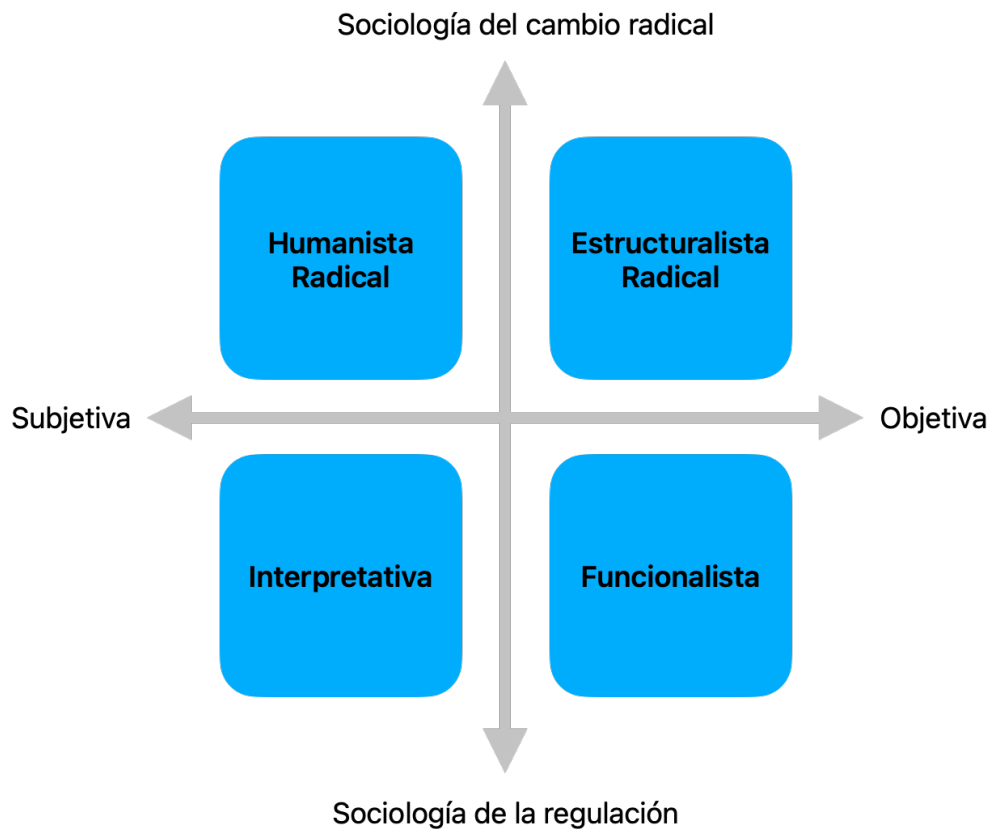 Sociología del cambio radical
Humanista
Radical
Estructuralista
Radical
Subjetiva
Objetiva
Interpretativa
Funcionalista
Sociología de la regulación